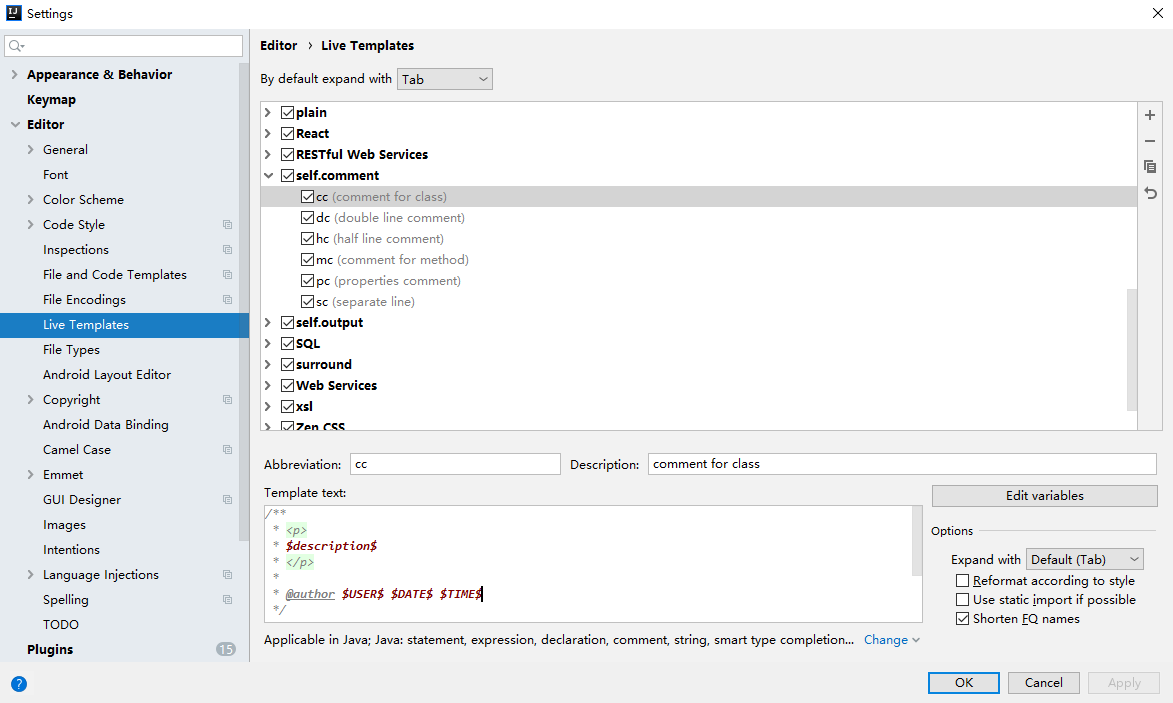 IJ Settings
Editor › Live Templates
By default expand with Tab
Appearance & Behavior
Keymap
Editor
General
Font
Color Scheme
Code Style
Inspections
File and Code Templates
File Encodings
Live Templates
File Types
Android Layout Editor
Copyright
Android Data Binding
Camel Case
Emmet
GUI Designer
Images
Intentions
Language Injections
Spelling
TODO
Plugins 15
plain
React
RESTful Web Services
self.comment
cc (comment for class)
dc (double line comment)
hc (half line comment)
mc (comment for method)
pc (properties comment)
sc (separate line)
self.output
SQL
surround
Web Services
xsl
Zen CSS
Abbreviation: cc Description: comment for class
Template text:
/**
* <p>
* $description$
* </p>
*
* @author $USER$ $DATE$ $TIME$
*/
Edit variables
Options
Expand with Default (Tab)
Reformat according to style
Use static import if possible
Shorten FQ names
Applicable in Java; Java: statement, expression, declaration, comment, string, smart type completion... Change
?
OK Cancel Apply